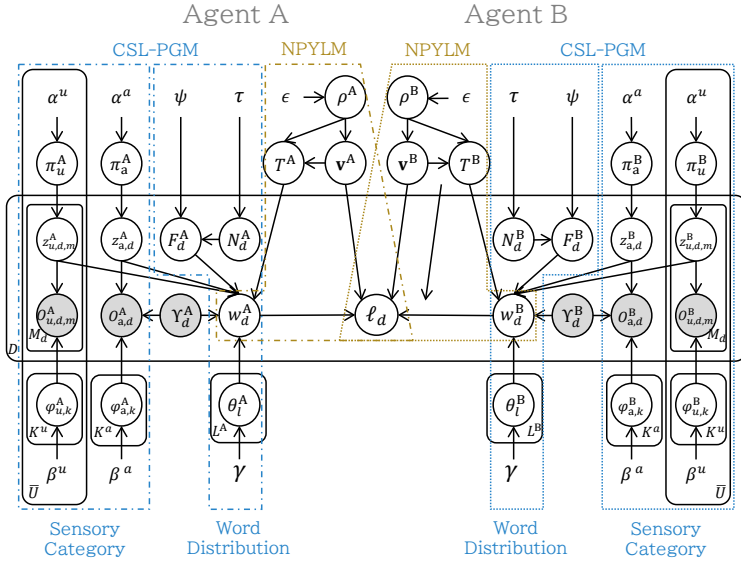 Agent A Agent B
CSL-PGM NPYLM NPYLM CSL-PGM
α^u α^a ψ τ ϵ ρ^A ρ^B ϵ τ ψ α^a α^u
π_u^A π_a^A T^A v^A v^B T^B π_a^B π_u^B
z_{u,d,m}^A z_{a,d}^A F_d^A N_d^A N_d^B F_d^B z_{a,d}^B z_{u,d,m}^B
O_{u,d,m}^A O_{a,d}^A Υ_d^A w_d^A ℓ_d w_d^B Υ_d^B O_{a,d}^B O_{u,d,m}^B
D M_d M_d
φ_{u,k}^A φ_{a,k}^A θ_l^A θ_l^B φ_{a,k}^B φ_{u,k}^B
K^u K^a L^A L^B K^a K^u
β^u β^a γ γ β^a β^u
U̅ U̅
Sensory Category
Word Distribution
Word Distribution
Sensory Category